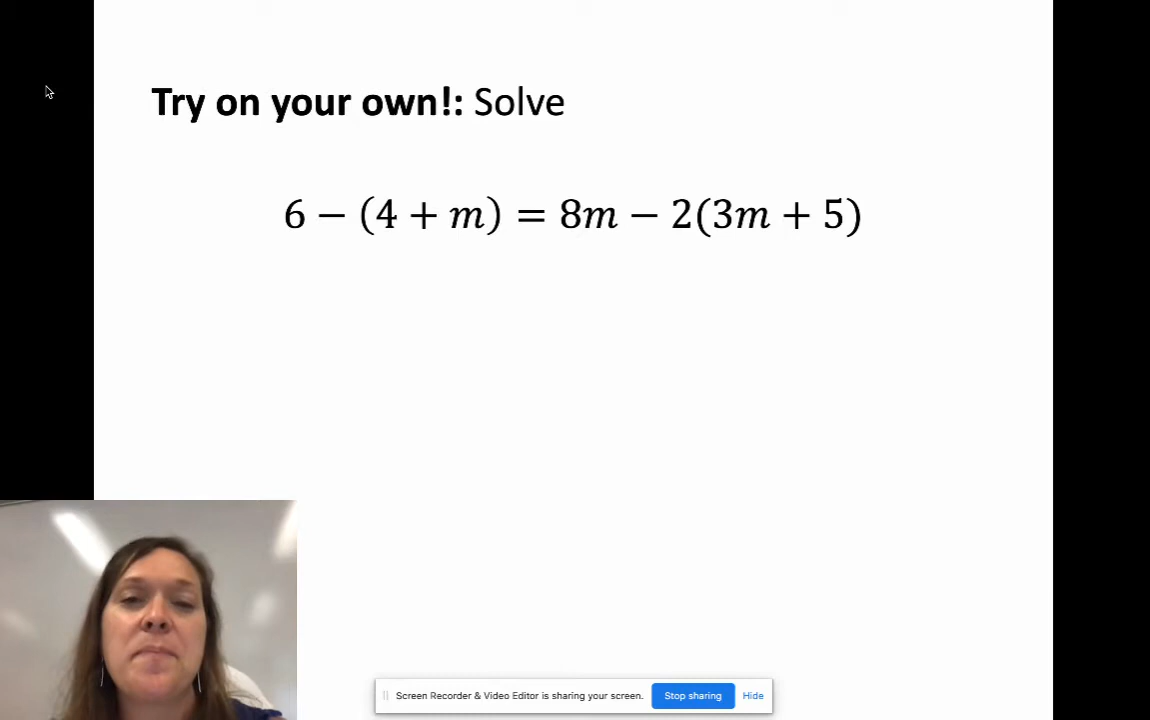 Try on your own!: Solve
6 − (4 + m) = 8m − 2(3m + 5)
Screen Recorder & Video Editor is sharing your screen. Stop sharing Hide